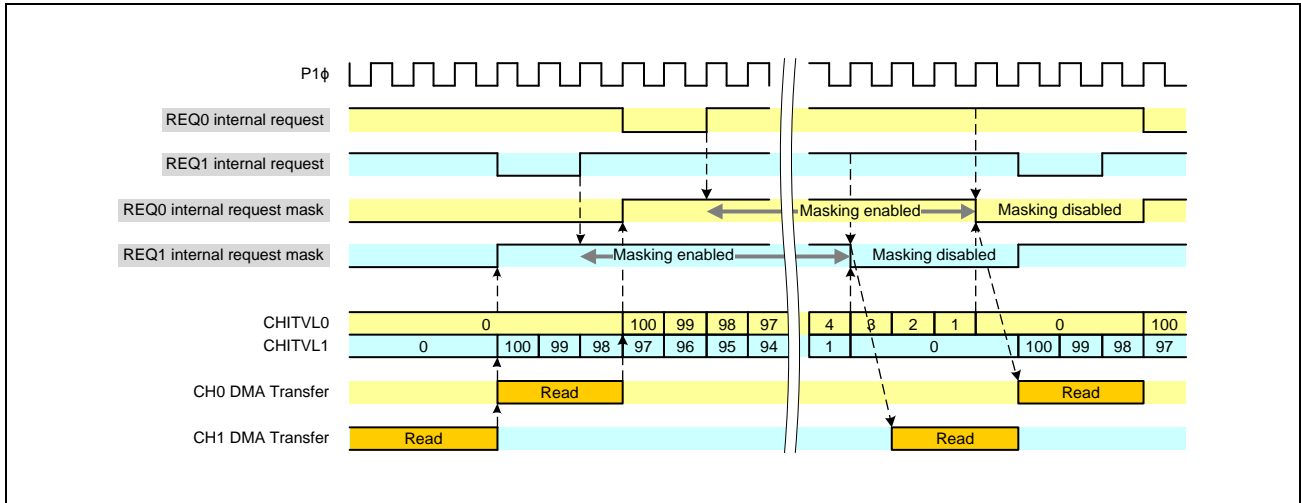 P1ϕ
REQ0 internal request
REQ1 internal request
REQ0 internal request mask Masking enabled Masking disabled
REQ1 internal request mask Masking enabled Masking disabled
CHITVL0 0 100 99 98 97 4 3 2 1 0 100
CHITVL1 0 100 99 98 97 96 95 94 1 0 100 99 98 97
CH0 DMA Transfer Read Read
CH1 DMA Transfer Read Read